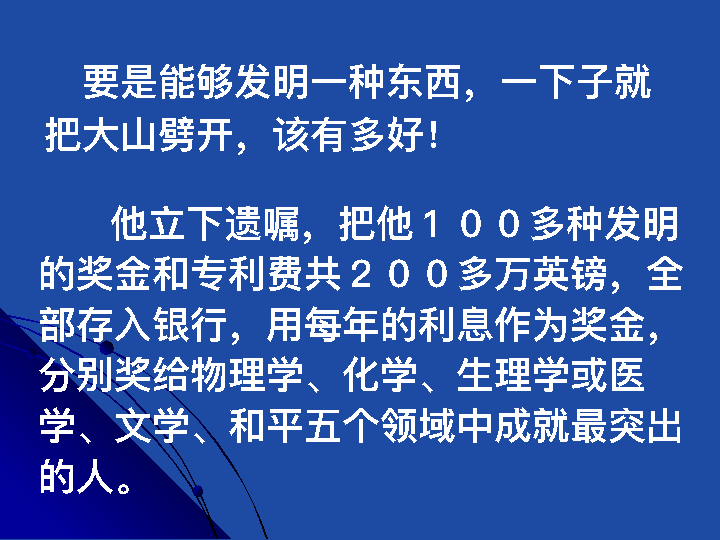 要是能够发明一种东西，一下子就
把大山劈开，该有多好！
他立下遗嘱，把他１００多种发明
的奖金和专利费共２００多万英镑，全
部存入银行，用每年的利息作为奖金，
分别奖给物理学、化学、生理学或医
学、文学、和平五个领域中成就最突出
的人。